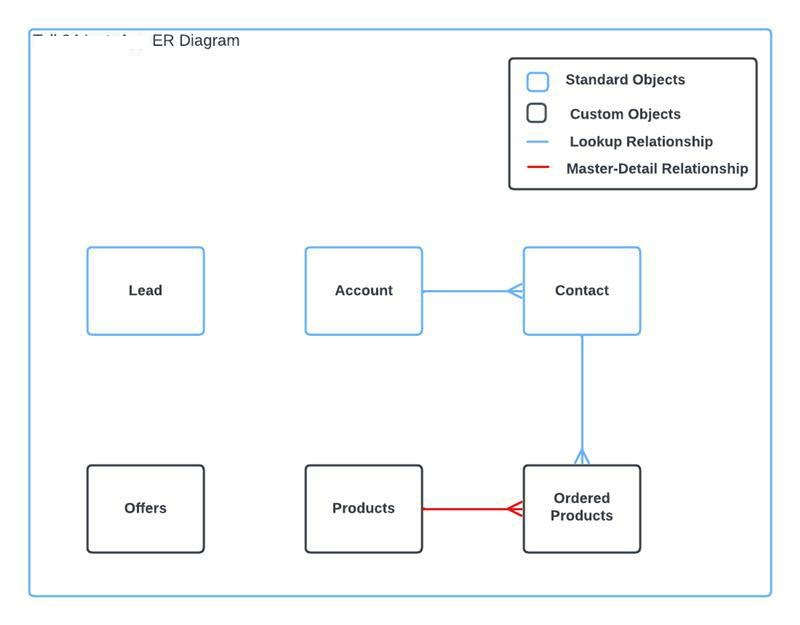 ER Diagram
Standard Objects
Custom Objects
Lookup Relationship
Master-Detail Relationship
Lead
Account
Contact
Offers
Products
Ordered
Products